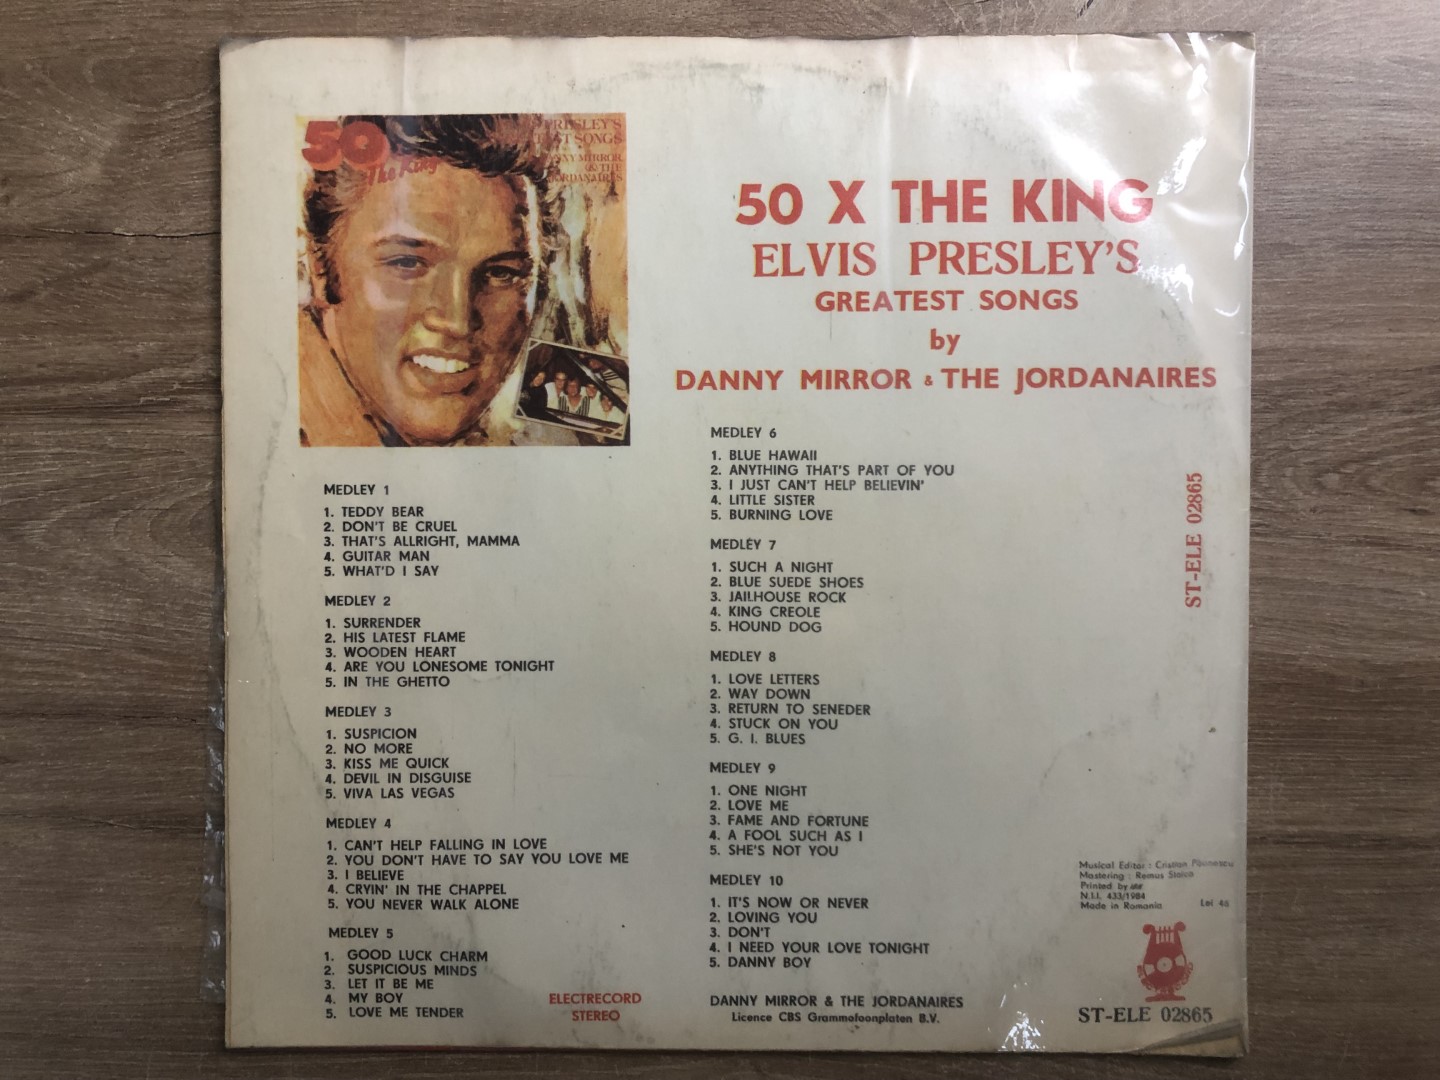 50
The King
PRESLEY'S
SONGS
DANNY MIRROR
& THE
JORDANAIRES
50 X THE KING
ELVIS PRESLEY'S
GREATEST SONGS
by
DANNY MIRROR & THE JORDANAIRES
MEDLEY 1
1. TEDDY BEAR
2. DON'T BE CRUEL
3. THAT'S ALLRIGHT, MAMMA
4. GUITAR MAN
5. WHAT'D I SAY
MEDLEY 2
1. SURRENDER
2. HIS LATEST FLAME
3. WOODEN HEART
4. ARE YOU LONESOME TONIGHT
5. IN THE GHETTO
MEDLEY 3
1. SUSPICION
2. NO MORE
3. KISS ME QUICK
4. DEVIL IN DISGUISE
5. VIVA LAS VEGAS
MEDLEY 4
1. CAN'T HELP FALLING IN LOVE
2. YOU DON'T HAVE TO SAY YOU LOVE ME
3. I BELIEVE
4. CRYIN' IN THE CHAPPEL
5. YOU NEVER WALK ALONE
MEDLEY 5
1. GOOD LUCK CHARM
2. SUSPICIOUS MINDS
3. LET IT BE ME
4. MY BOY
5. LOVE ME TENDER
ELECTRECORD
STEREO
MEDLEY 6
1. BLUE HAWAII
2. ANYTHING THAT'S PART OF YOU
3. I JUST CAN'T HELP BELIEVIN'
4. LITTLE SISTER
5. BURNING LOVE
MEDLEY 7
1. SUCH A NIGHT
2. BLUE SUEDE SHOES
3. JAILHOUSE ROCK
4. KING CREOLE
5. HOUND DOG
MEDLEY 8
1. LOVE LETTERS
2. WAY DOWN
3. RETURN TO SENEDER
4. STUCK ON YOU
5. G. I. BLUES
MEDLEY 9
1. ONE NIGHT
2. LOVE ME
3. FAME AND FORTUNE
4. A FOOL SUCH AS I
5. SHE'S NOT YOU
MEDLEY 10
1. IT'S NOW OR NEVER
2. LOVING YOU
3. DON'T
4. I NEED YOUR LOVE TONIGHT
5. DANNY BOY
DANNY MIRROR & THE JORDANAIRES
Licence CBS Grammofoonplaten B.V.
ST-ELE 02865
Musical Editor : Cristian Păunescu
Mastering : Remus Stoica
Printed by
N.I.I. 433/1984
Made in Romania Lei 46
ST-ELE 02865